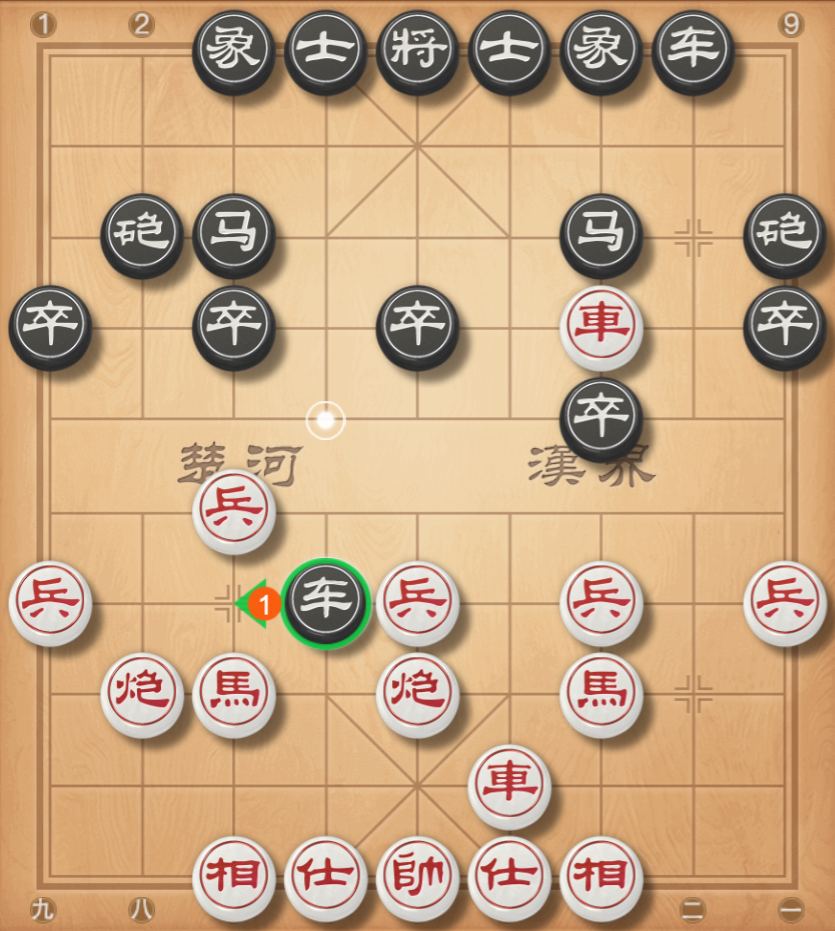 1 2 9
象 士 将 士 象 车
砲 马 马 砲
卒 卒 卒 車 卒
卒
楚河 漢界
兵
兵 1 车 兵 兵 兵
炮 馬 炮 馬
車
相 仕 帥 仕 相
九 八 二 一